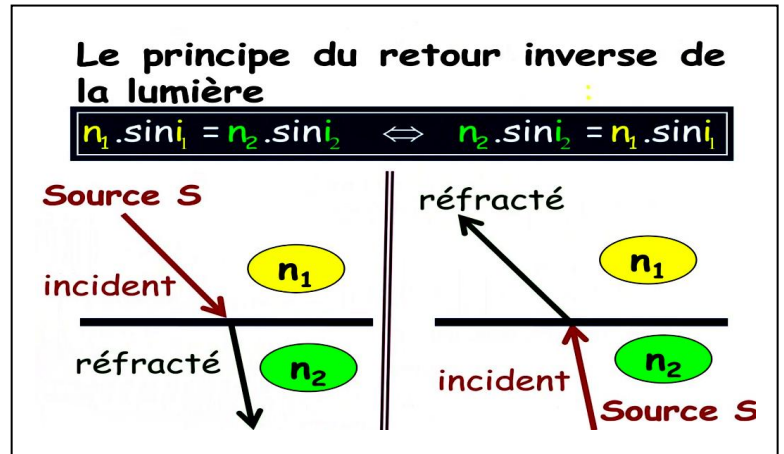 Le principe du retour inverse de
la lumière :
n₁.sini₁ = n₂.sini₂ ⇔ n₂.sini₂ = n₁.sini₁
Source S
incident
n₁
réfracté
n₂
réfracté
n₁
n₂
incident
Source S